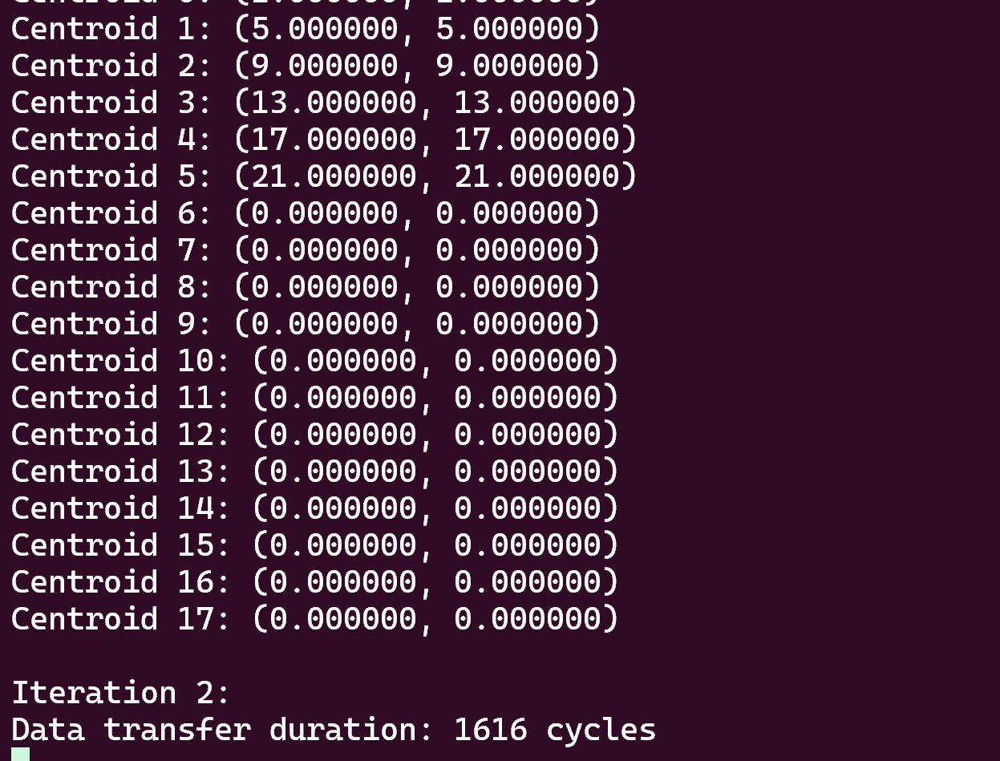 Centroid 1: (5.000000, 5.000000)
Centroid 2: (9.000000, 9.000000)
Centroid 3: (13.000000, 13.000000)
Centroid 4: (17.000000, 17.000000)
Centroid 5: (21.000000, 21.000000)
Centroid 6: (0.000000, 0.000000)
Centroid 7: (0.000000, 0.000000)
Centroid 8: (0.000000, 0.000000)
Centroid 9: (0.000000, 0.000000)
Centroid 10: (0.000000, 0.000000)
Centroid 11: (0.000000, 0.000000)
Centroid 12: (0.000000, 0.000000)
Centroid 13: (0.000000, 0.000000)
Centroid 14: (0.000000, 0.000000)
Centroid 15: (0.000000, 0.000000)
Centroid 16: (0.000000, 0.000000)
Centroid 17: (0.000000, 0.000000)
Iteration 2:
Data transfer duration: 1616 cycles